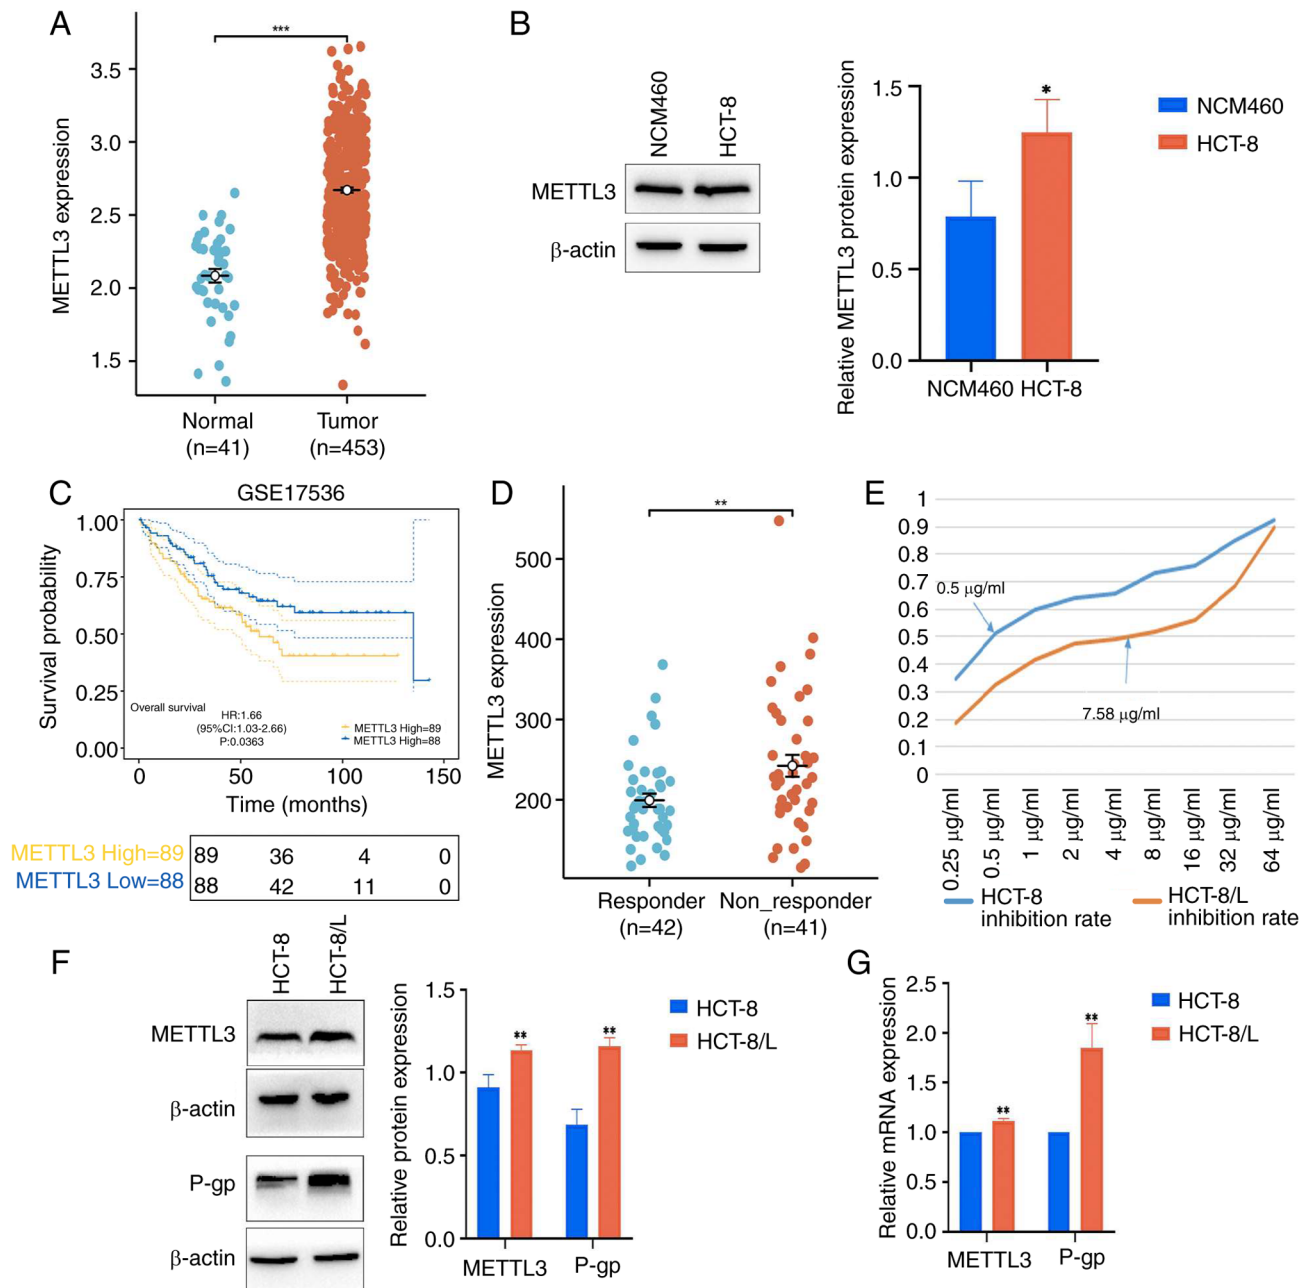 A
***
METTL3 expression
3.5
3.0
2.5
2.0
1.5
Normal
(n=41)
Tumor
(n=453)
B
NCM460
HCT-8
METTL3
β-actin
Relative METTL3 protein expression
1.5
1.0
0.5
0.0
*
NCM460
HCT-8
NCM460
HCT-8
C
GSE17536
Survival probability
1.00
0.75
0.50
0.25
0.00
Overall survival
HR:1.66
(95%CI:1.03-2.66)
P:0.0363
METTL3 High=89
METTL3 High=88
0
50
100
150
Time (months)
METTL3 High=89
89
36
4
0
METTL3 Low=88
88
42
11
0
D
**
METTL3 expression
500
400
300
200
Responder
(n=42)
Non_responder
(n=41)
E
1
0.9
0.8
0.7
0.6
0.5
0.4
0.3
0.2
0.1
0
0.5 μg/ml
7.58 μg/ml
0.25 μg/ml
0.5 μg/ml
1 μg/ml
2 μg/ml
4 μg/ml
8 μg/ml
16 μg/ml
32 μg/ml
64 μg/ml
HCT-8
inhibition rate
HCT-8/L
inhibition rate
F
HCT-8
HCT-8/L
METTL3
β-actin
P-gp
β-actin
Relative protein expression
1.5
1.0
0.5
0.0
**
**
METTL3
P-gp
HCT-8
HCT-8/L
G
Relative mRNA expression
2.5
2.0
1.5
1.0
0.5
0.0
**
**
METTL3
P-gp
HCT-8
HCT-8/L